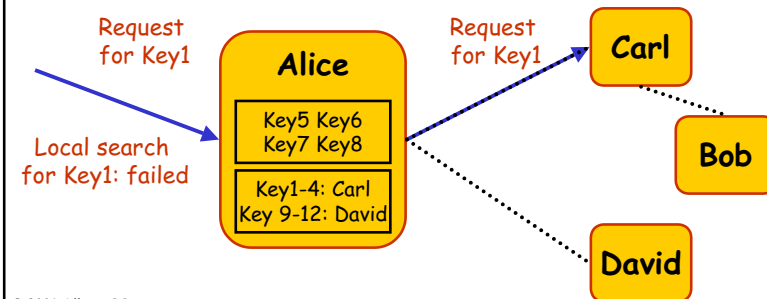 Request
for Key1
Local search
for Key1: failed
Alice
Key5 Key6
Key7 Key8
Key1-4: Carl
Key 9-12: David
Request
for Key1
Carl
Bob
David